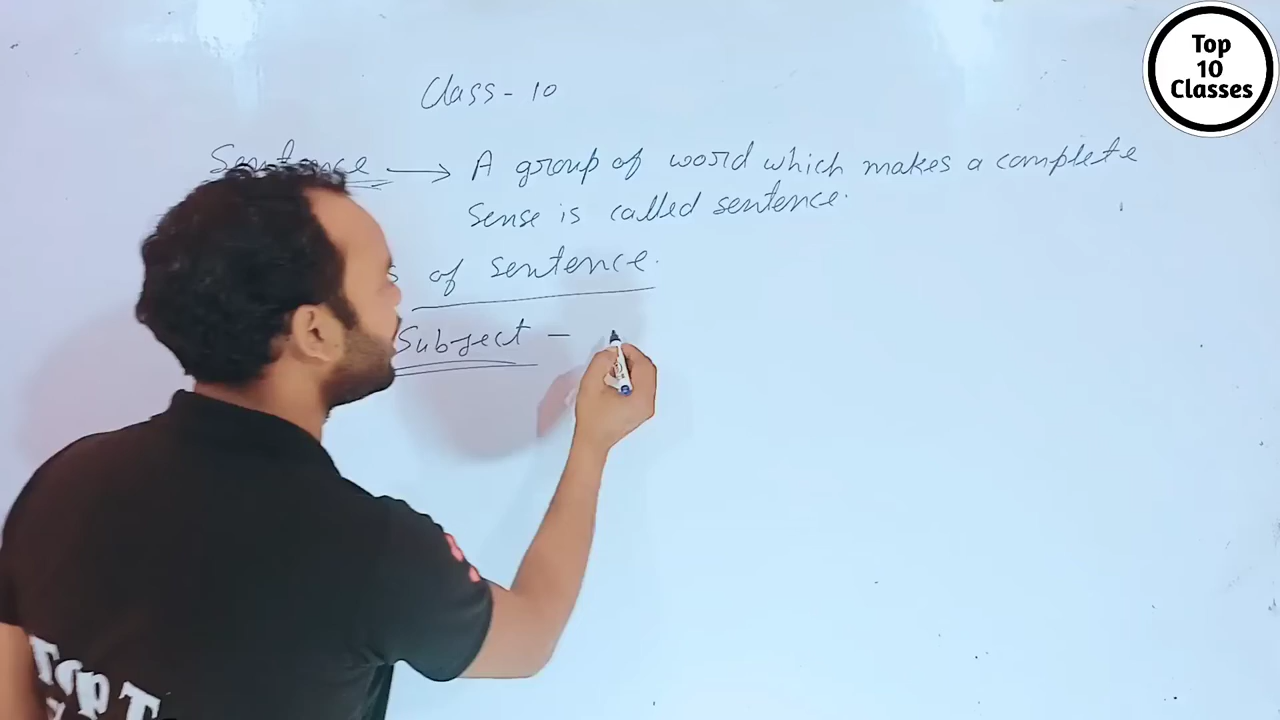 Top
10
Classes
Class - 10
Sentence → A group of word which makes a complete
sense is called sentence.
of sentence.
Subject -
Top T